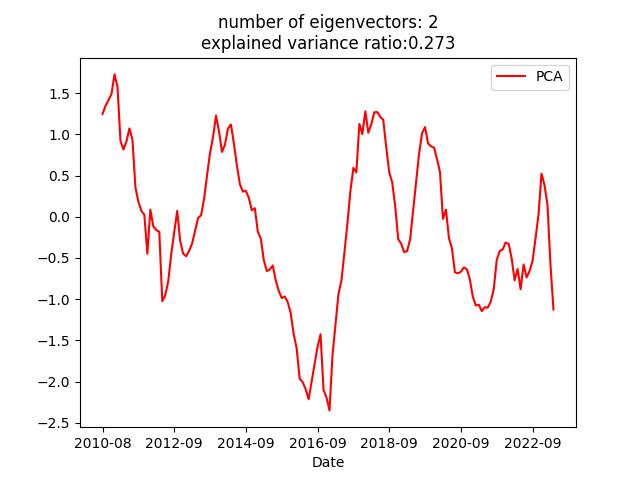 number of eigenvectors: 2
explained variance ratio:0.273
PCA
1.5
1.0
0.5
0.0
−0.5
−1.0
−1.5
−2.0
−2.5
2010-08 2012-09 2014-09 2016-09 2018-09 2020-09 2022-09
Date